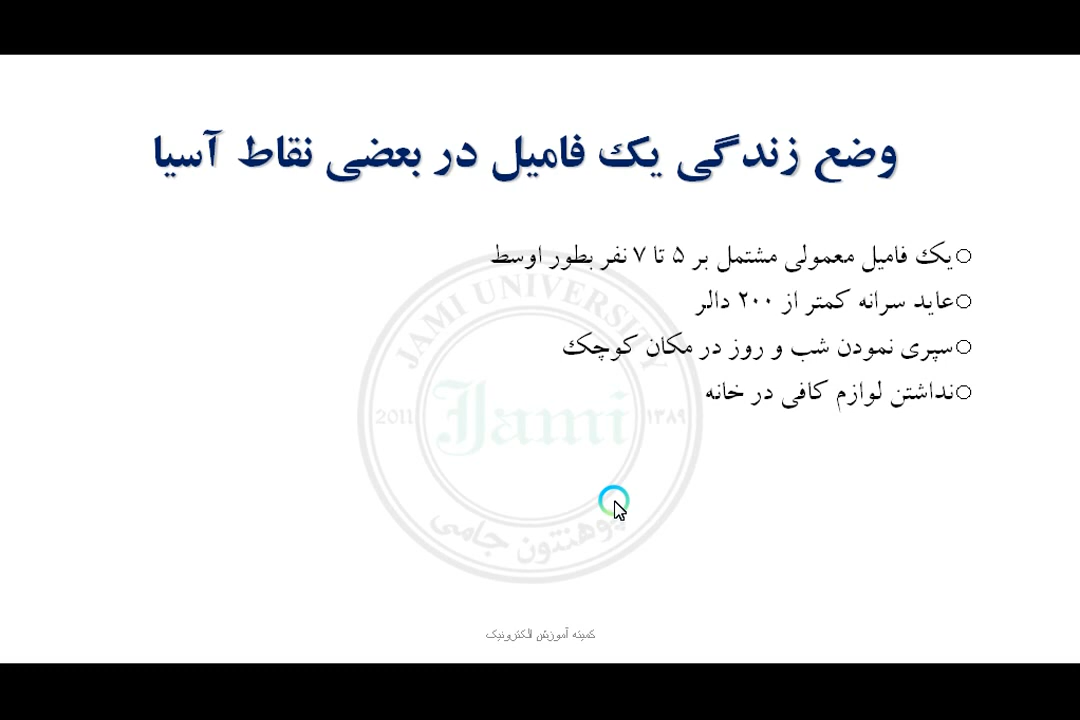 وضع زندگی یک فامیل در بعضی نقاط آسیا
یک فامیل معمولی مشتمل بر ۵ تا ۷ نفر بطور اوسط
عاید سرانه کمتر از ۲۰۰ دالر
سپری نمودن شب و روز در مکان کوچک
نداشتن لوازم کافی در خانه
JAMI UNIVERSITY
2011
Jami
۱۳۸۹
پوهنتون جامی
کمیته آموزش الکترونیک